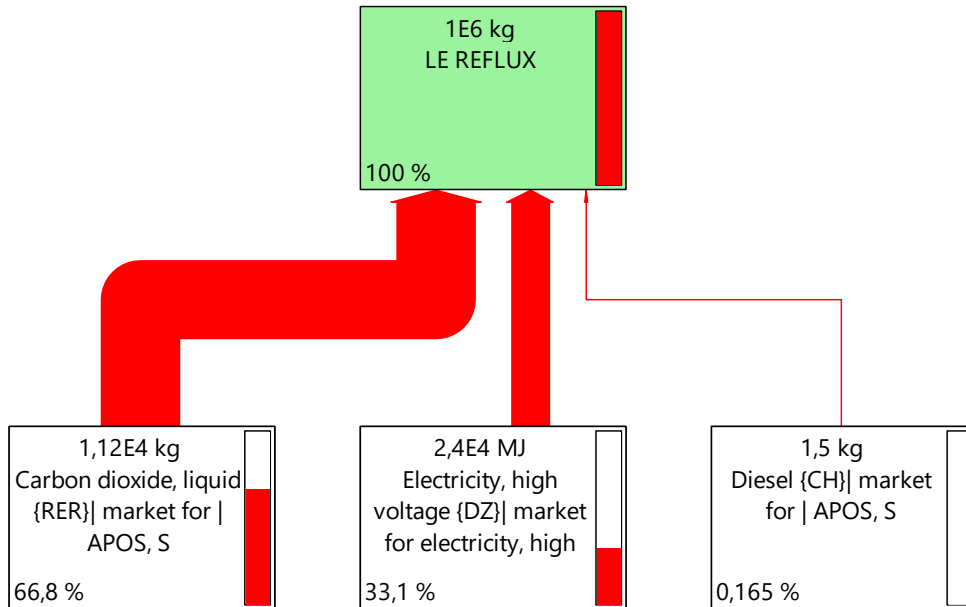 1E6 kg
LE REFLUX
100 %
1,12E4 kg
Carbon dioxide, liquid
{RER}| market for |
APOS, S
66,8 %
2,4E4 MJ
Electricity, high
voltage {DZ}| market
for electricity, high
33,1 %
1,5 kg
Diesel {CH}| market
for | APOS, S
0,165 %